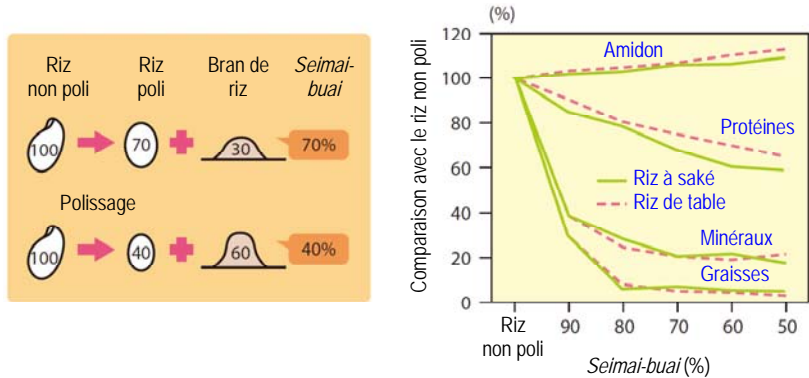 Riz non poli
Riz poli
Bran de riz
Seimai-buai
100
70
30
70%
Polissage
100
40
60
40%
(%)
120
100
80
60
40
20
0
Comparaison avec le riz non poli
Amidon
Protéines
Riz à saké
Riz de table
Minéraux
Graisses
Riz non poli
90
80
70
60
50
Seimai-buai (%)